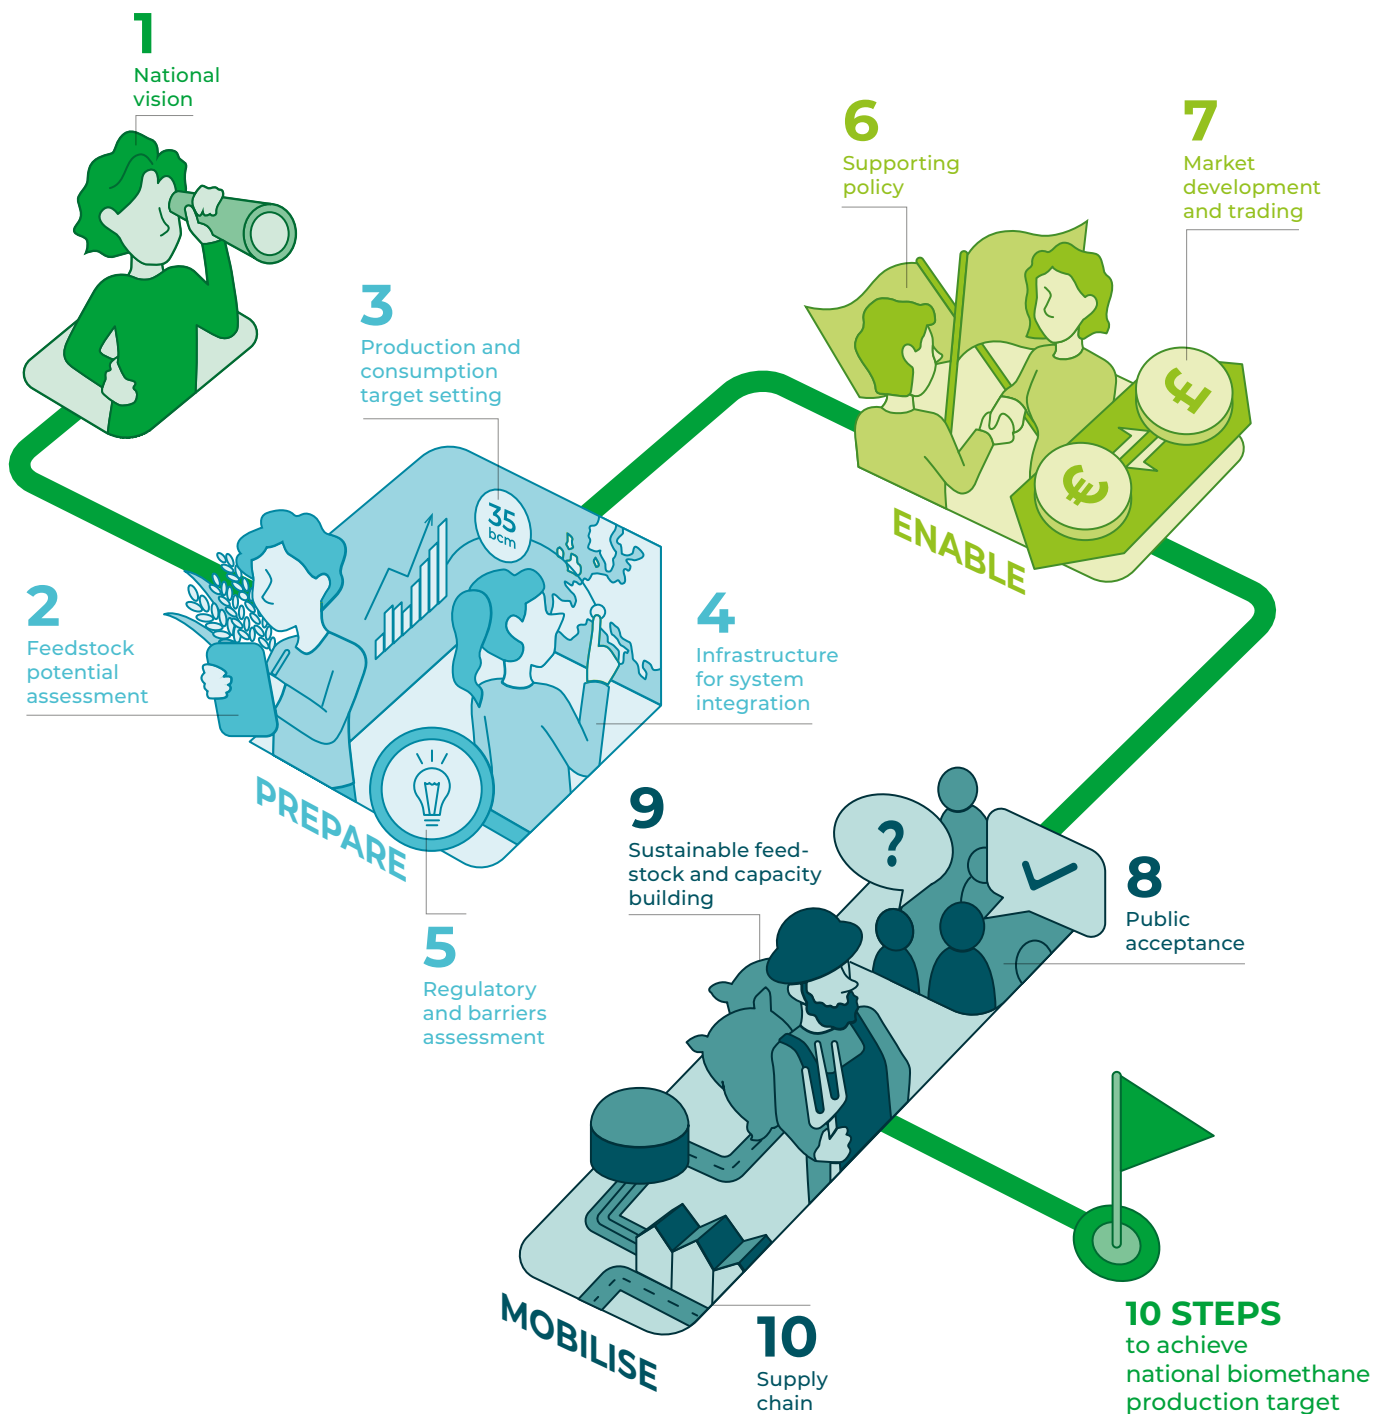 1
National
vision
6
Supporting
policy
7
Market
development
and trading
3
Production and
consumption
target setting
£
€
35
bcm
ENABLE
2
Feedstock
potential
assessment
4
Infrastructure
for system
integration
PREPARE
5
Regulatory
and barriers
assessment
9
Sustainable feed-
stock and capacity
building
?
8
Public
acceptance
MOBILISE
10
Supply
chain
10 STEPS
to achieve
national biomethane
production target